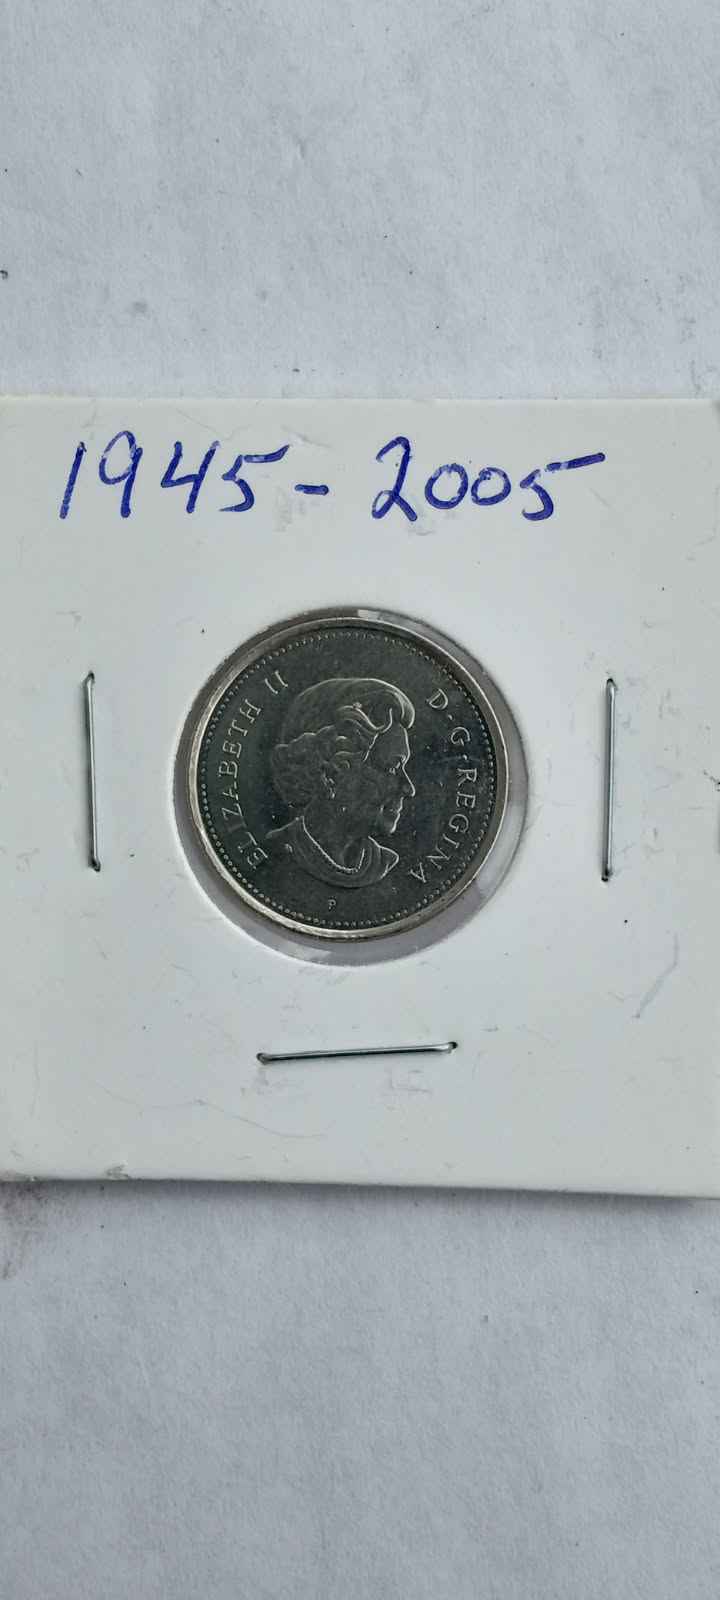 1945-2005
ELIZABETH II
D·G·REGINA
P